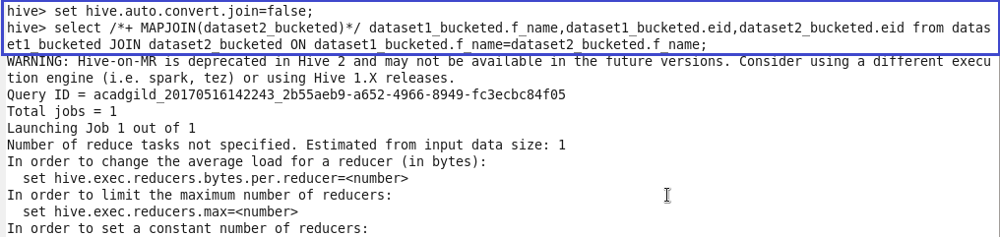 hive> set hive.auto.convert.join=false;
hive> select /*+ MAPJOIN(dataset2_bucketed)*/ dataset1_bucketed.f_name,dataset1_bucketed.eid,dataset2_bucketed.eid from datas
et1_bucketed JOIN dataset2_bucketed ON dataset1_bucketed.f_name=dataset2_bucketed.f_name;
WARNING: Hive-on-MR is deprecated in Hive 2 and may not be available in the future versions. Consider using a different execu
tion engine (i.e. spark, tez) or using Hive 1.X releases.
Query ID = acadgild_20170516142243_2b55aeb9-a652-4966-8949-fc3ecbc84f05
Total jobs = 1
Launching Job 1 out of 1
Number of reduce tasks not specified. Estimated from input data size: 1
In order to change the average load for a reducer (in bytes):
  set hive.exec.reducers.bytes.per.reducer=<number>
In order to limit the maximum number of reducers:
  set hive.exec.reducers.max=<number>
In order to set a constant number of reducers: